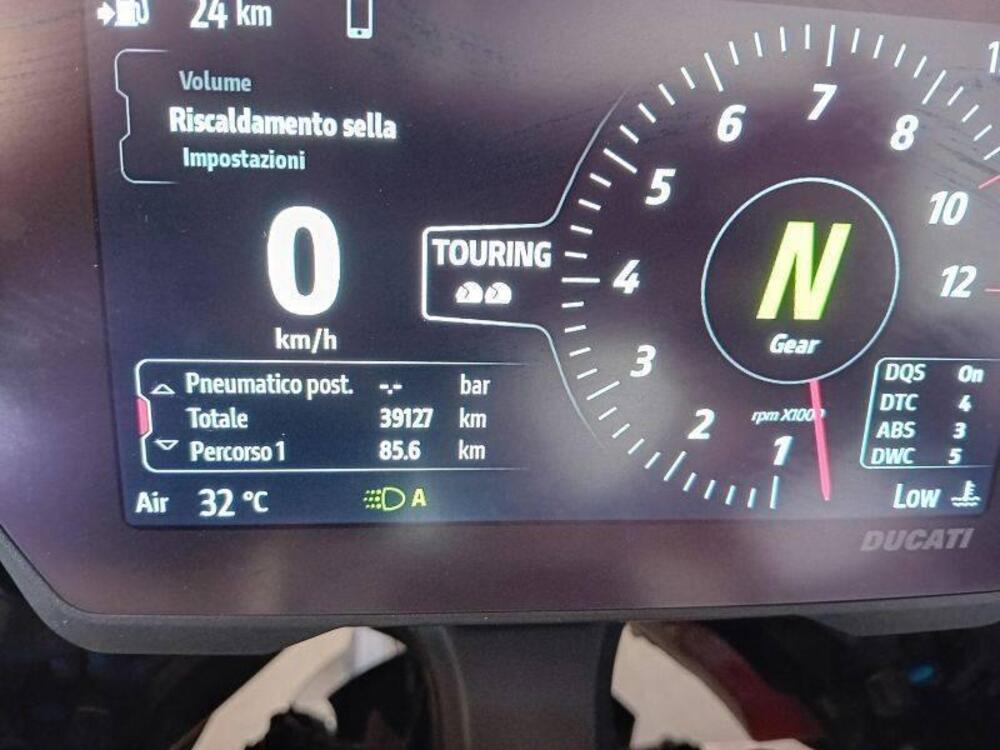 24 km
Volume
Riscaldamento sella
Impostazioni
0
km/h
TOURING
Pneumatico post. -.- bar
Totale 39127 km
Percorso 1 85.6 km
Air 32 °C
A
1
2
3
4
5
6
7
8
10
12
rpm X1000
N
Gear
DQS On
DTC 4
ABS 3
DWC 5
Low
DUCATI